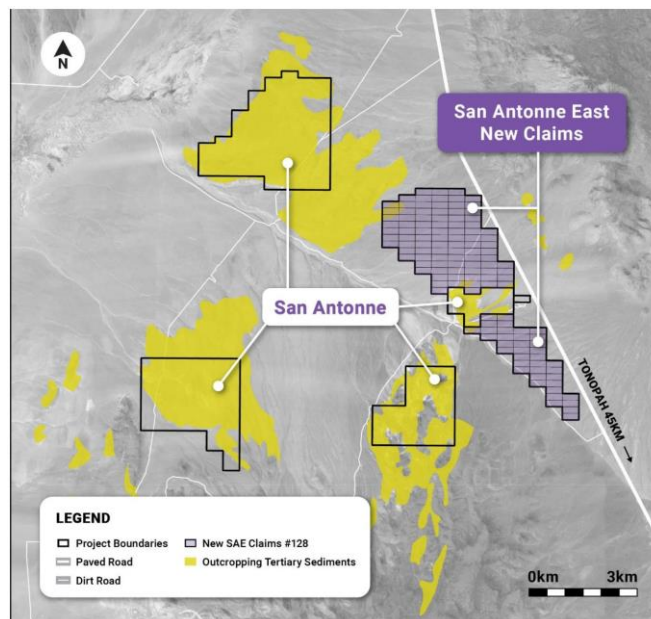 N
San Antonne East
New Claims
San Antonne
TONOPAH 45KM
LEGEND
Project Boundaries
New SAE Claims #128
Paved Road
Outcropping Tertiary Sediments
Dirt Road
0km
3km